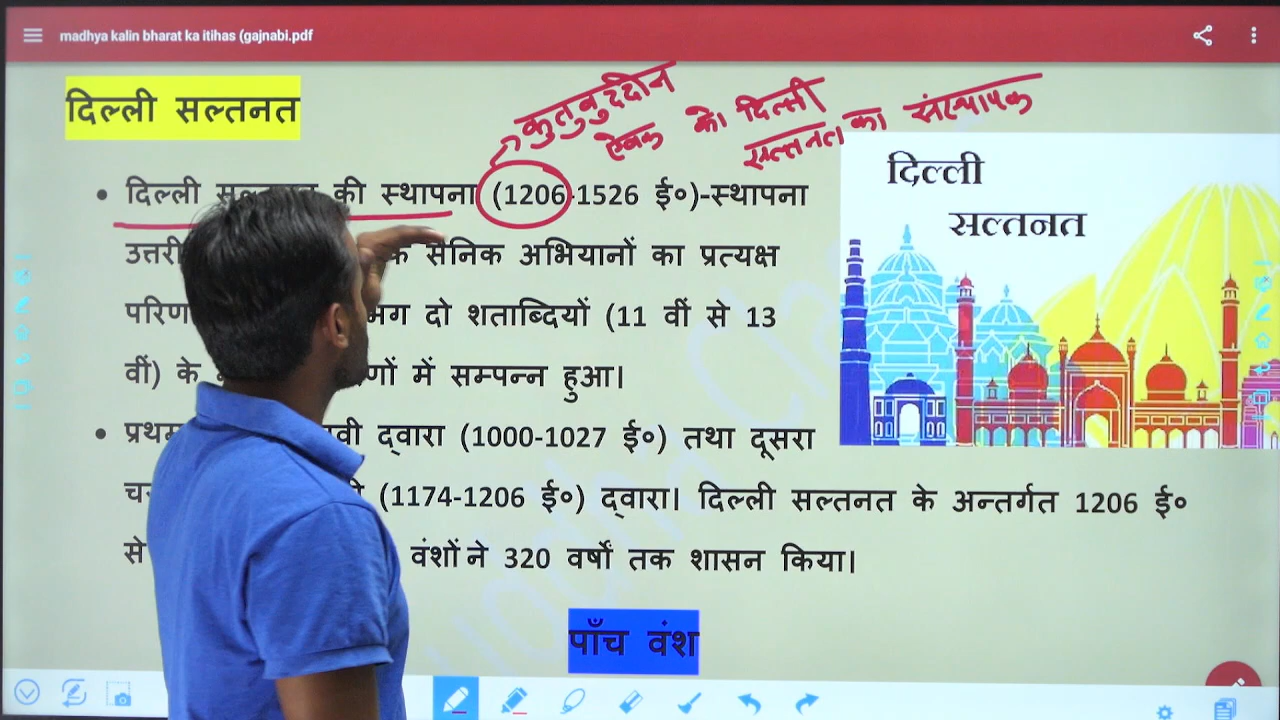 madhya kalin bharat ka itihas (gajnabi.pdf
दिल्ली सल्तनत
कुतुबुद्दीन
ऐबक को दिल्ली
सल्तनत का संस्थापक
दिल्ली की स्थापना (1206-1526 ई०)-स्थापना
सैनिक अभियानों का प्रत्यक्ष
दो शताब्दियों (11 वीं से 13
वीं) के में सम्पन्न हुआ।
द्वारा (1000-1027 ई०) तथा दूसरा
(1174-1206 ई०) द्वारा। दिल्ली सल्तनत के अन्तर्गत 1206 ई०
से वंशों ने 320 वर्षों तक शासन किया।
पाँच वंश
दिल्ली
सल्तनत